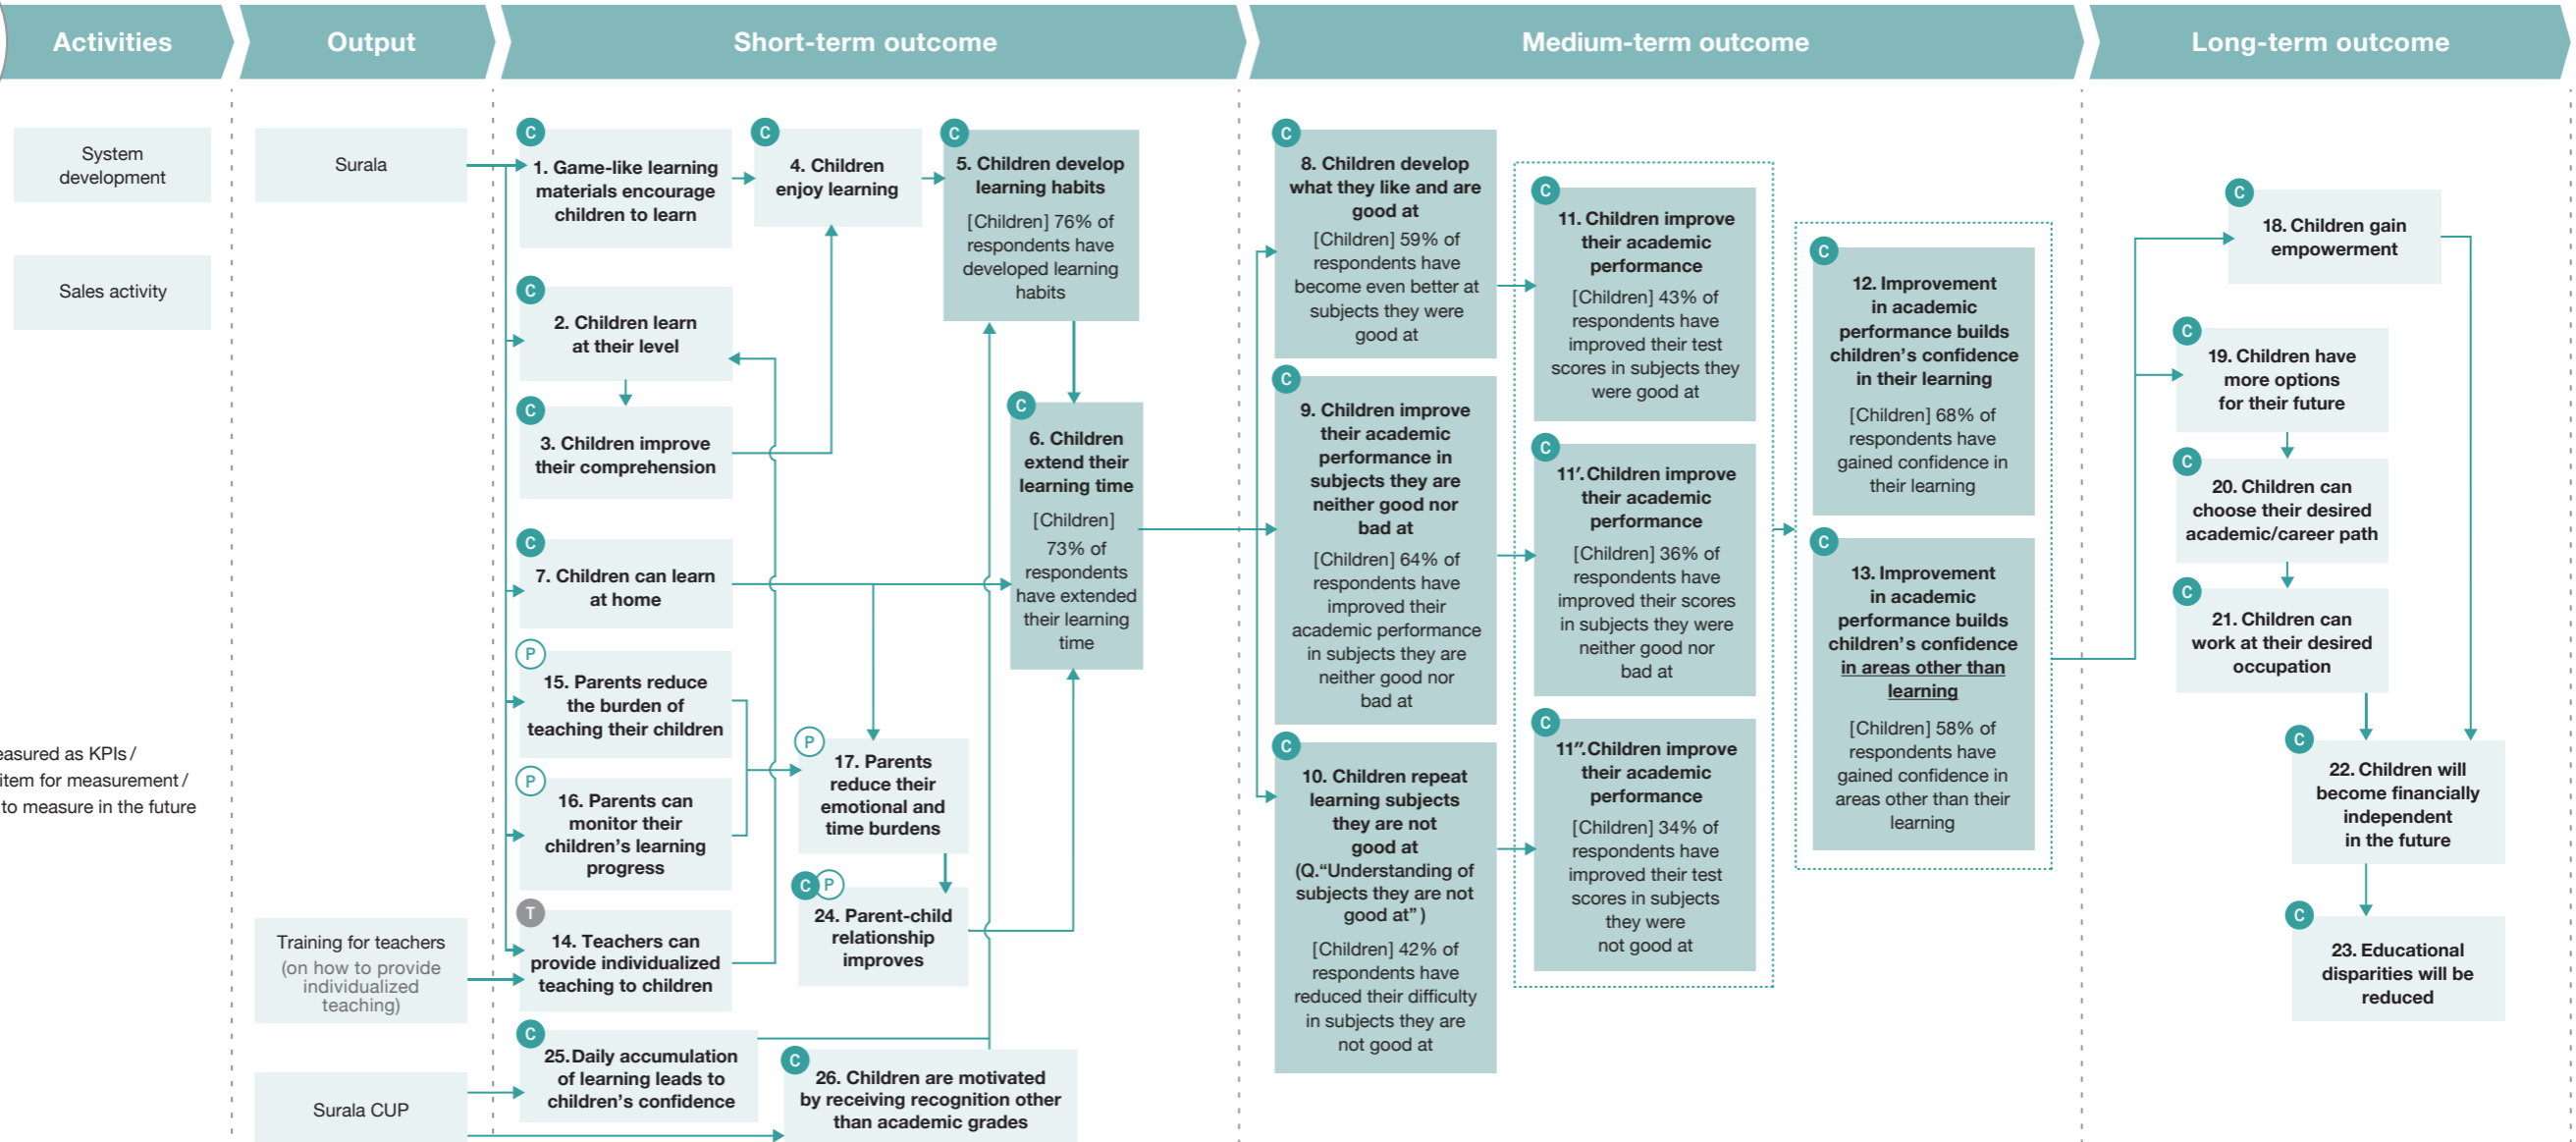 Activities
Output
Short-term outcome
Medium-term outcome
Long-term outcome
System
development
Sales activity
easured as KPIs /
item for measurement /
to measure in the future
Surala
Training for teachers
(on how to provide
individualized
teaching)
Surala CUP
C
1. Game-like learning
materials encourage
children to learn
C
2. Children learn
at their level
C
3. Children improve
their comprehension
C
4. Children
enjoy learning
C
5. Children develop
learning habits
[Children] 76% of
respondents have
developed learning
habits
C
6. Children
extend their
learning time
[Children]
73% of
respondents
have extended
their learning
time
C
7. Children can learn
at home
P
15. Parents reduce
the burden of
teaching their children
P
16. Parents can
monitor their
children's learning
progress
P
17. Parents
reduce their
emotional and
time burdens
C P
24. Parent-child
relationship
improves
T
14. Teachers can
provide individualized
teaching to children
C
25. Daily accumulation
of learning leads to
children's confidence
C
26. Children are motivated
by receiving recognition other
than academic grades
C
8. Children develop
what they like and are
good at
[Children] 59% of
respondents have
become even better at
subjects they were
good at
C
9. Children improve
their academic
performance in
subjects they are
neither good nor
bad at
[Children] 64% of
respondents have
improved their
academic performance
in subjects they are
neither good nor
bad at
C
10. Children repeat
learning subjects
they are not
good at
(Q.“Understanding of
subjects they are not
good at” )
[Children] 42% of
respondents have
reduced their difficulty
in subjects they are
not good at
C
11. Children improve
their academic
performance
[Children] 43% of
respondents have
improved their test
scores in subjects they
were good at
C
11′. Children improve
their academic
performance
[Children] 36% of
respondents have
improved their scores
in subjects they were
neither good nor
bad at
C
11″. Children improve
their academic
performance
[Children] 34% of
respondents have
improved their test
scores in subjects
they were
not good at
C
12. Improvement
in academic
performance builds
children's confidence
in their learning
[Children] 68% of
respondents have
gained confidence in
their learning
C
13. Improvement
in academic
performance builds
children's confidence
in areas other than
learning
[Children] 58% of
respondents have
gained confidence in
areas other than their
learning
C
18. Children gain
empowerment
C
19. Children have
more options
for their future
C
20. Children can
choose their desired
academic/career path
C
21. Children can
work at their desired
occupation
C
22. Children will
become financially
independent
in the future
C
23. Educational
disparities will be
reduced